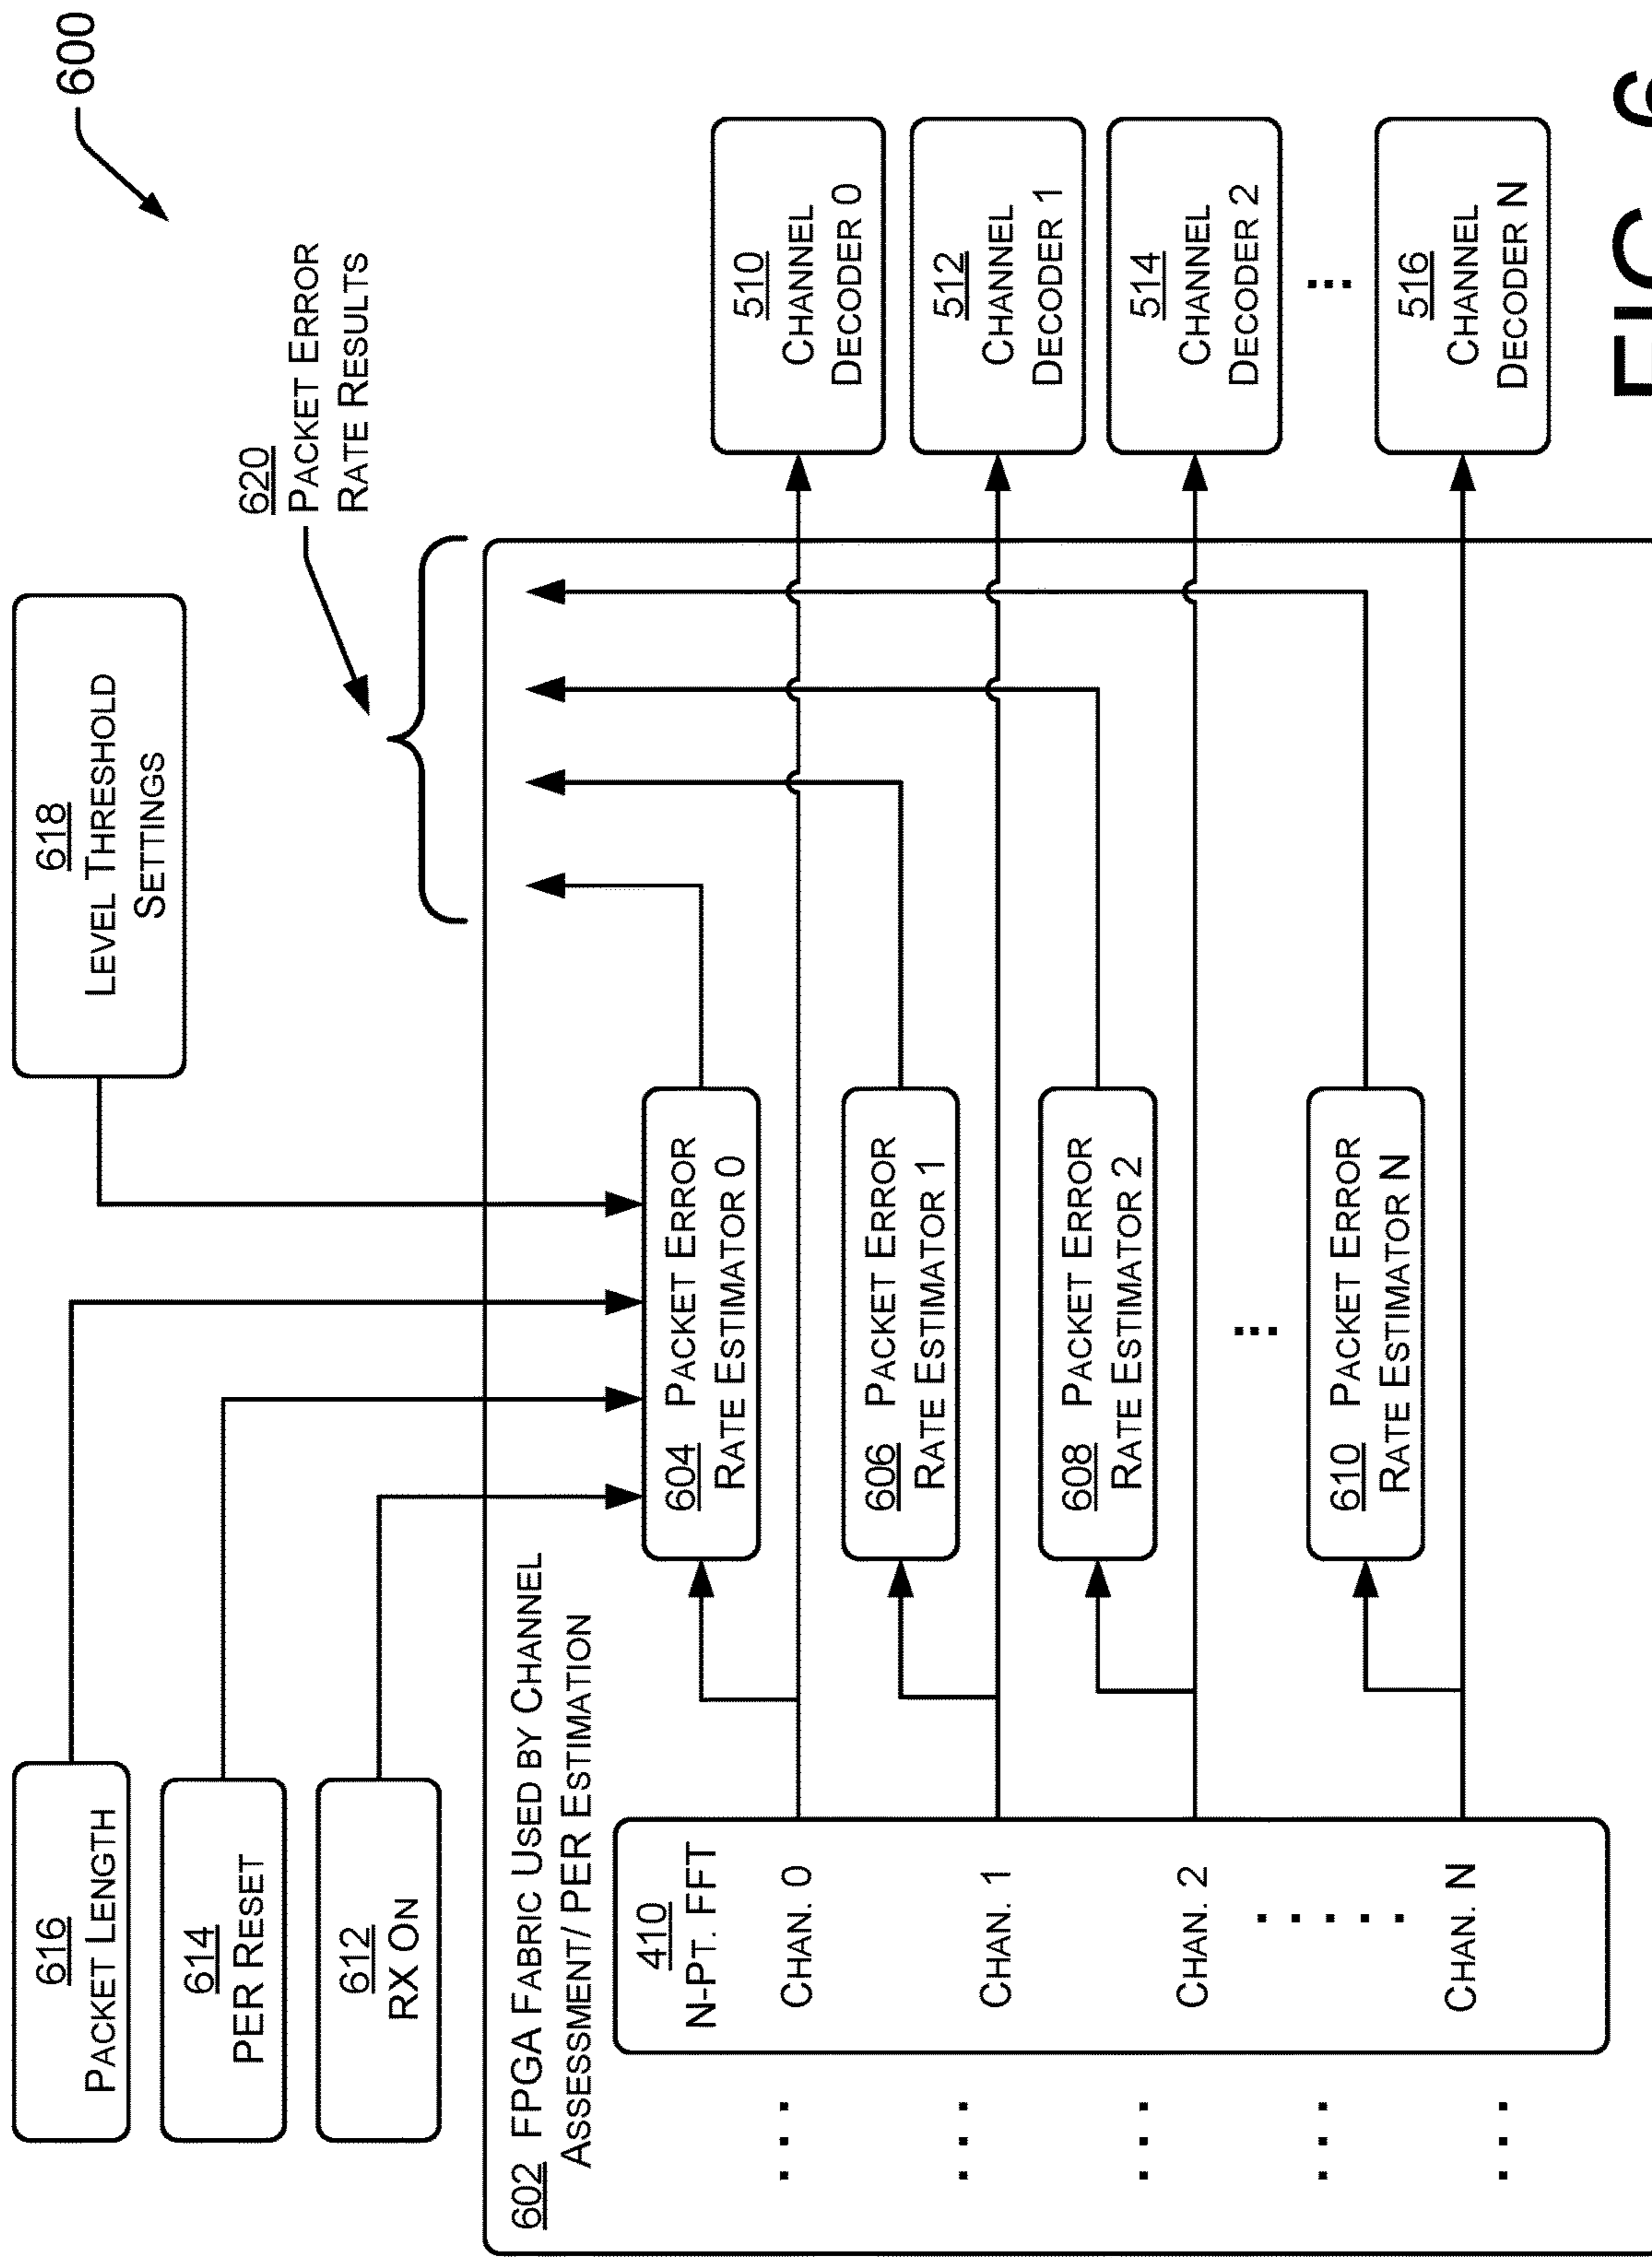 600
616
PACKET LENGTH
614
PER RESET
612
RX ON
618
LEVEL THRESHOLD
SETTINGS
620
PACKET ERROR
RATE RESULTS
602 FPGA FABRIC USED BY CHANNEL
ASSESSMENT/ PER ESTIMATION
410
N-PT. FFT
CHAN. 0
CHAN. 1
CHAN. 2
CHAN. N
604 PACKET ERROR
RATE ESTIMATOR 0
606 PACKET ERROR
RATE ESTIMATOR 1
608 PACKET ERROR
RATE ESTIMATOR 2
610 PACKET ERROR
RATE ESTIMATOR N
510
CHANNEL
DECODER 0
512
CHANNEL
DECODER 1
514
CHANNEL
DECODER 2
516
CHANNEL
DECODER N